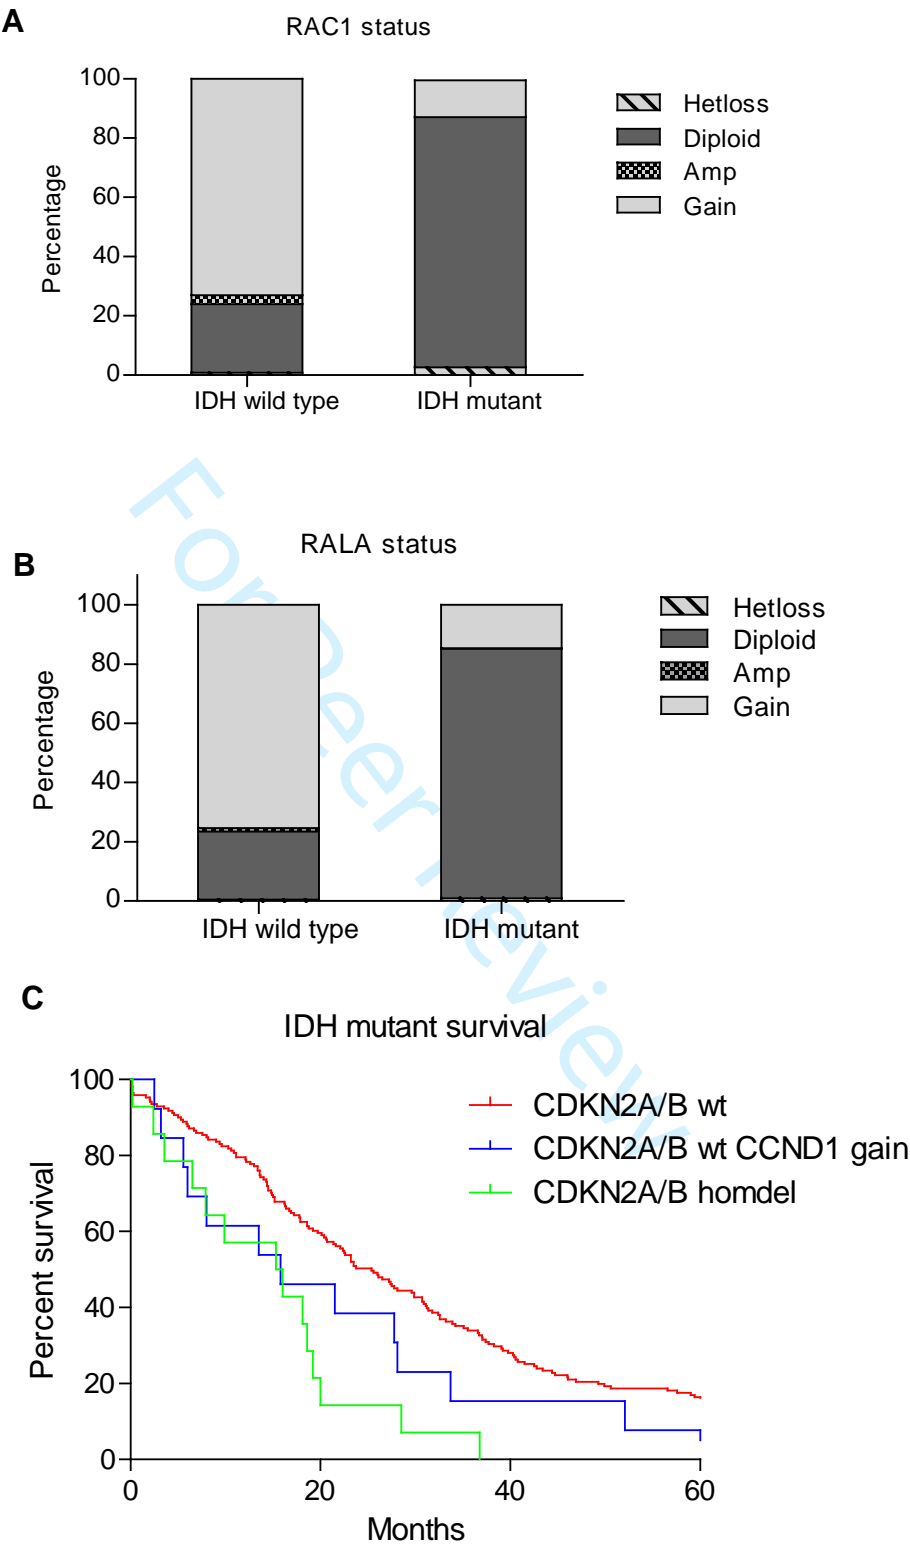 A
RAC1 status
100
80
60
40
20
0
Percentage
IDH wild type
IDH mutant
Hetloss
Diploid
Amp
Gain
For Peer Review
B
RALA status
100
80
60
40
20
0
Percentage
IDH wild type
IDH mutant
Hetloss
Diploid
Amp
Gain
C
IDH mutant survival
100
80
60
40
20
0
Percent survival
0
20
40
60
Months
CDKN2A/B wt
CDKN2A/B wt CCND1 gain
CDKN2A/B homdel